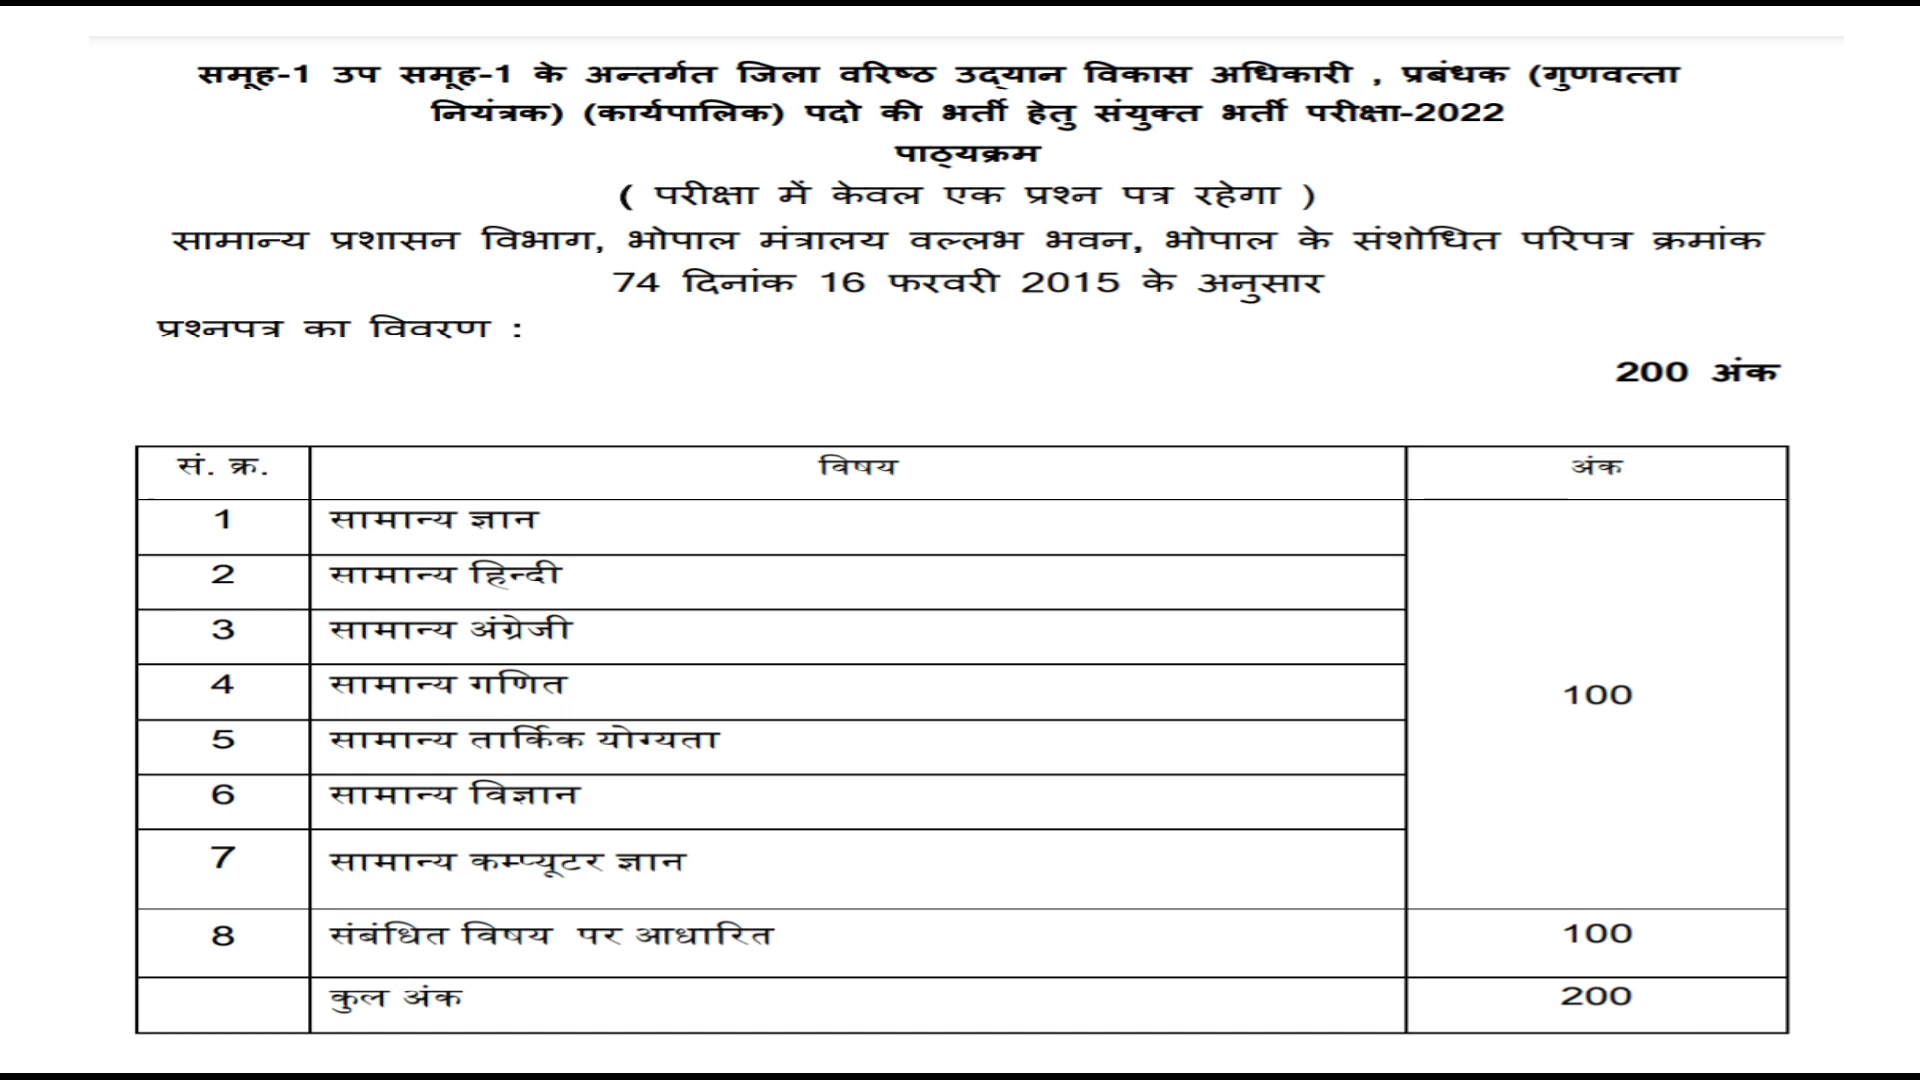 समूह-1 उप समूह-1 के अन्तर्गत जिला वरिष्ठ उद्यान विकास अधिकारी , प्रबंधक (गुणवत्ता
नियंत्रक) (कार्यपालिक) पदो की भर्ती हेतु संयुक्त भर्ती परीक्षा-2022
पाठ्यक्रम
( परीक्षा में केवल एक प्रश्न पत्र रहेगा )
सामान्य प्रशासन विभाग, भोपाल मंत्रालय वल्लभ भवन, भोपाल के संशोधित परिपत्र क्रमांक
74 दिनांक 16 फरवरी 2015 के अनुसार
प्रश्नपत्र का विवरण :
200 अंक
सं. क्र. विषय अंक
1 सामान्य ज्ञान
2 सामान्य हिन्दी
3 सामान्य अंग्रेजी
4 सामान्य गणित
100
5 सामान्य तार्किक योग्यता
6 सामान्य विज्ञान
7 सामान्य कम्प्यूटर ज्ञान
8 संबंधित विषय पर आधारित 100
कुल अंक 200